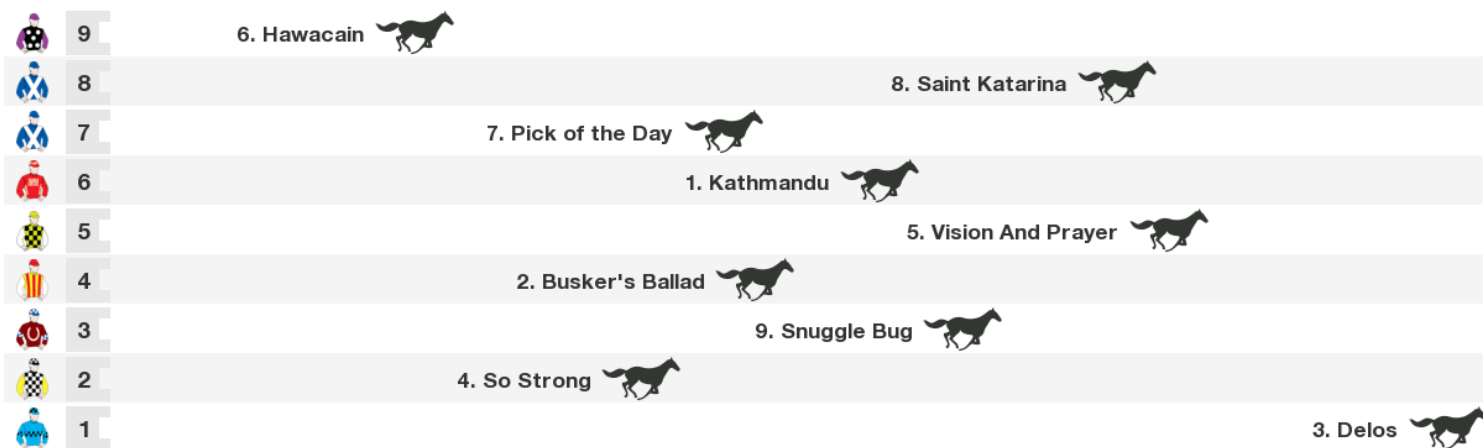 9 6. Hawacain
8 8. Saint Katarina
7 7. Pick of the Day
6 1. Kathmandu
5 5. Vision And Prayer
4 2. Busker's Ballad
3 9. Snuggle Bug
2 4. So Strong
1 3. Delos